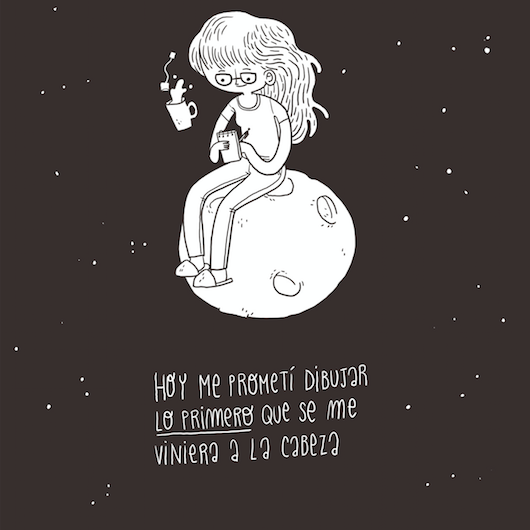 HOY ME PROMETÍ DIBUJAR
LO PRIMERO QUE SE ME
VINIERA A LA CABEZA